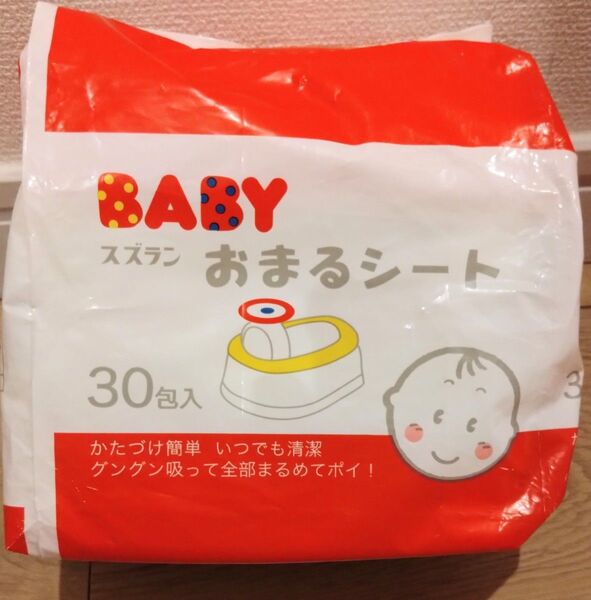 BABY
スズラン おまるシート
30包入
かたづけ簡単 いつでも清潔
グングン吸って全部まるめてポイ！
3